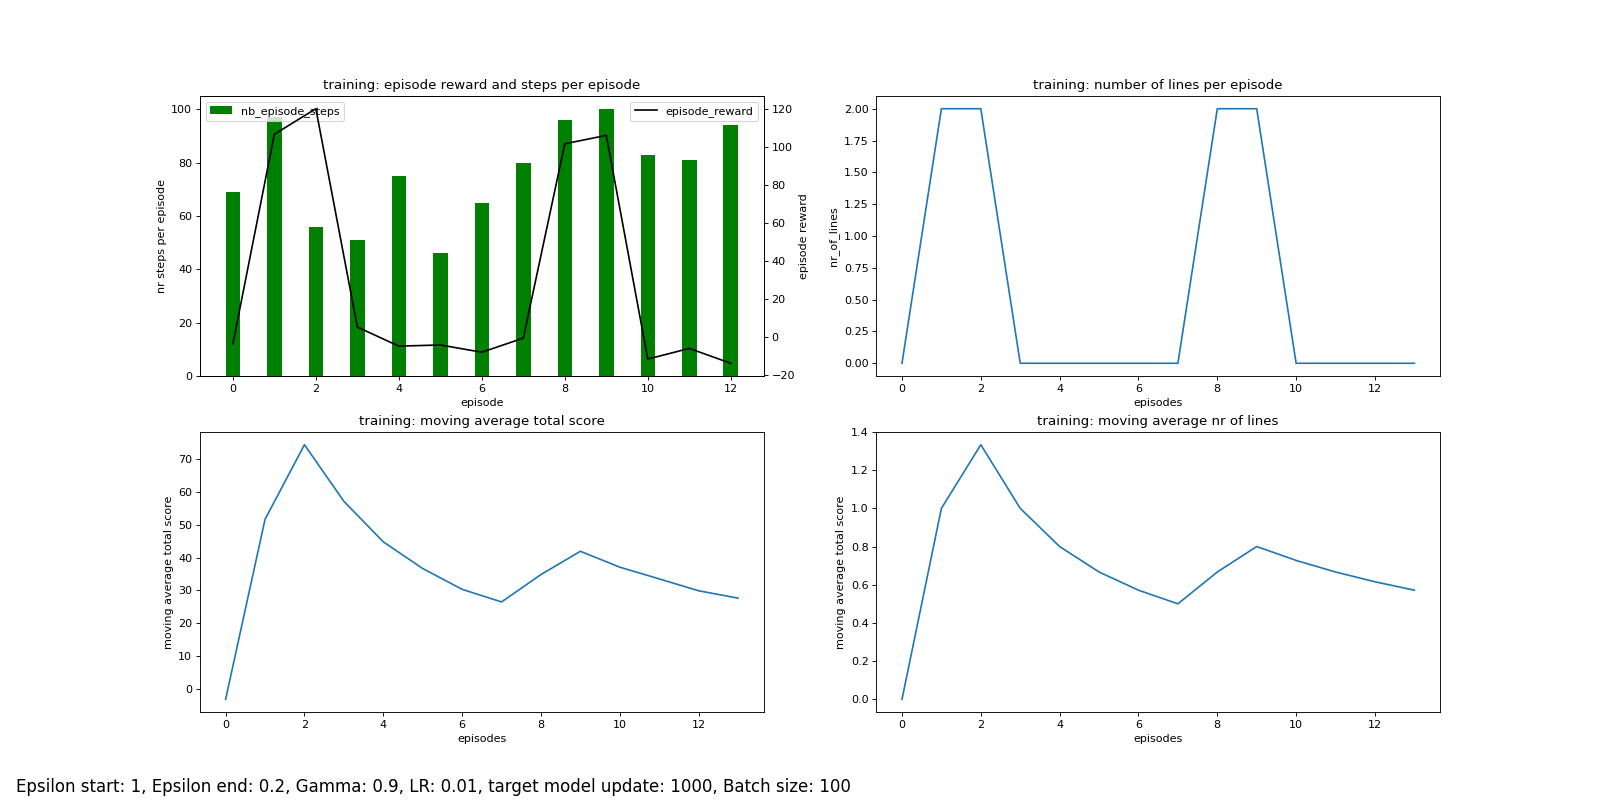 training: episode reward and steps per episode
nb_episode_steps
episode_reward
nr steps per episode
100
80
60
40
20
0
120
100
80
60
40
20
0
−20
episode reward
0 2 4 6 8 10 12
episode
training: number of lines per episode
nr_of_lines
2.00
1.75
1.50
1.25
1.00
0.75
0.50
0.25
0.00
0 2 4 6 8 10 12
episodes
training: moving average total score
moving average total score
70
60
50
40
30
20
10
0
0 2 4 6 8 10 12
episodes
training: moving average nr of lines
moving average total score
1.4
1.2
1.0
0.8
0.6
0.4
0.2
0.0
0 2 4 6 8 10 12
episodes
Epsilon start: 1, Epsilon end: 0.2, Gamma: 0.9, LR: 0.01, target model update: 1000, Batch size: 100